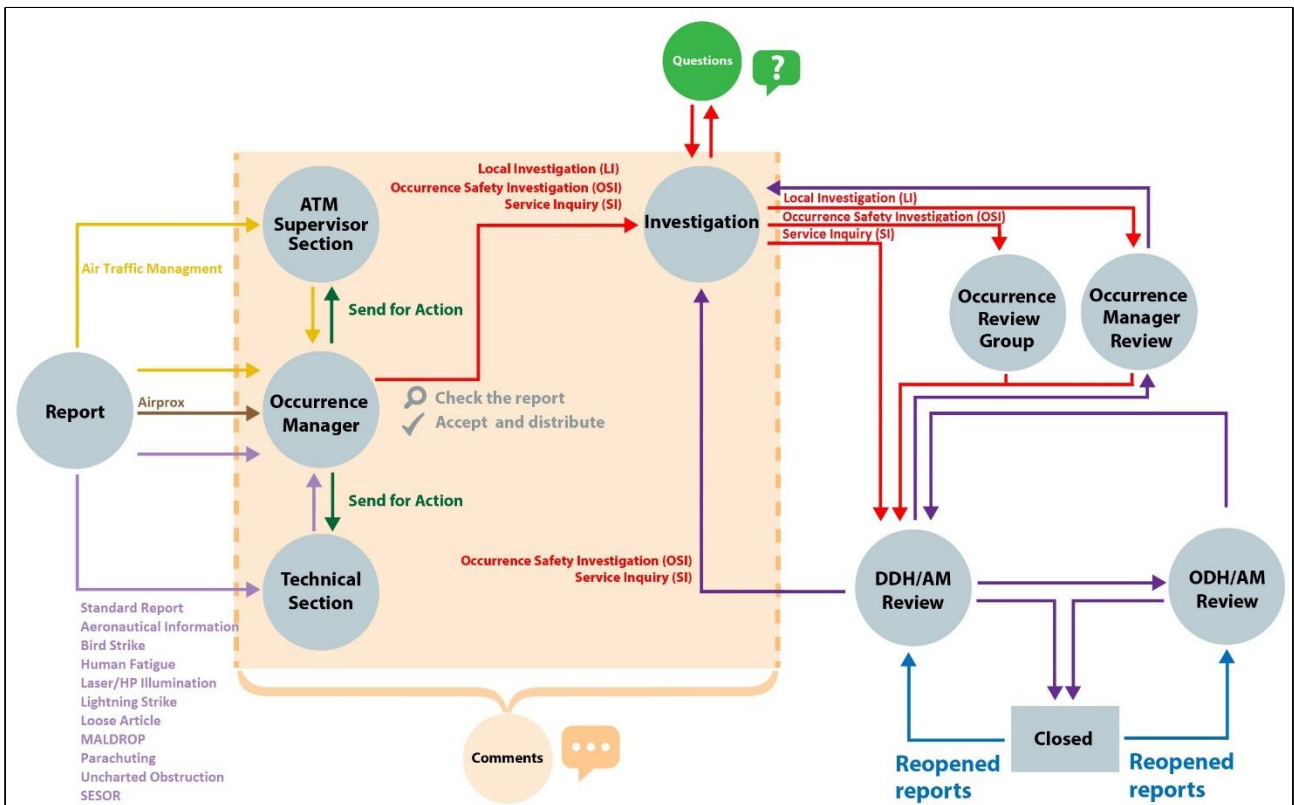 Questions
?
Local Investigation (LI)
Occurrence Safety Investigation (OSI)
Service Inquiry (SI)
ATM
Supervisor
Section
Investigation
Local Investigation (LI)
Occurrence Safety Investigation (OSI)
Service Inquiry (SI)
Air Traffic Managment
Send for Action
Occurrence
Review
Group
Occurrence
Manager
Review
Report
Airprox
Occurrence
Manager
Check the report
Accept and distribute
Send for Action
Technical
Section
Occurrence Safety Investigation (OSI)
Service Inquiry (SI)
DDH/AM
Review
ODH/AM
Review
Standard Report
Aeronautical Information
Bird Strike
Human Fatigue
Laser/HP Illumination
Lightning Strike
Loose Article
MALDROP
Parachuting
Uncharted Obstruction
SESOR
Comments
Closed
Reopened
reports
Reopened
reports